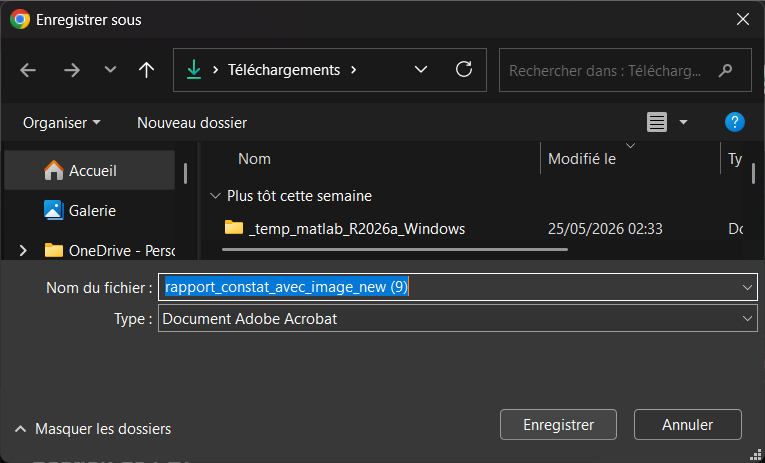 Enregistrer sous
Téléchargements
Rechercher dans : Télécharg...
Organiser
Nouveau dossier
?
Accueil
Galerie
OneDrive - Perso
Nom
Modifié le
Ty
Plus tôt cette semaine
_temp_matlab_R2026a_Windows
25/05/2026 02:33
Do
Nom du fichier :
rapport_constat_avec_image_new (9)
Type :
Document Adobe Acrobat
Masquer les dossiers
Enregistrer
Annuler